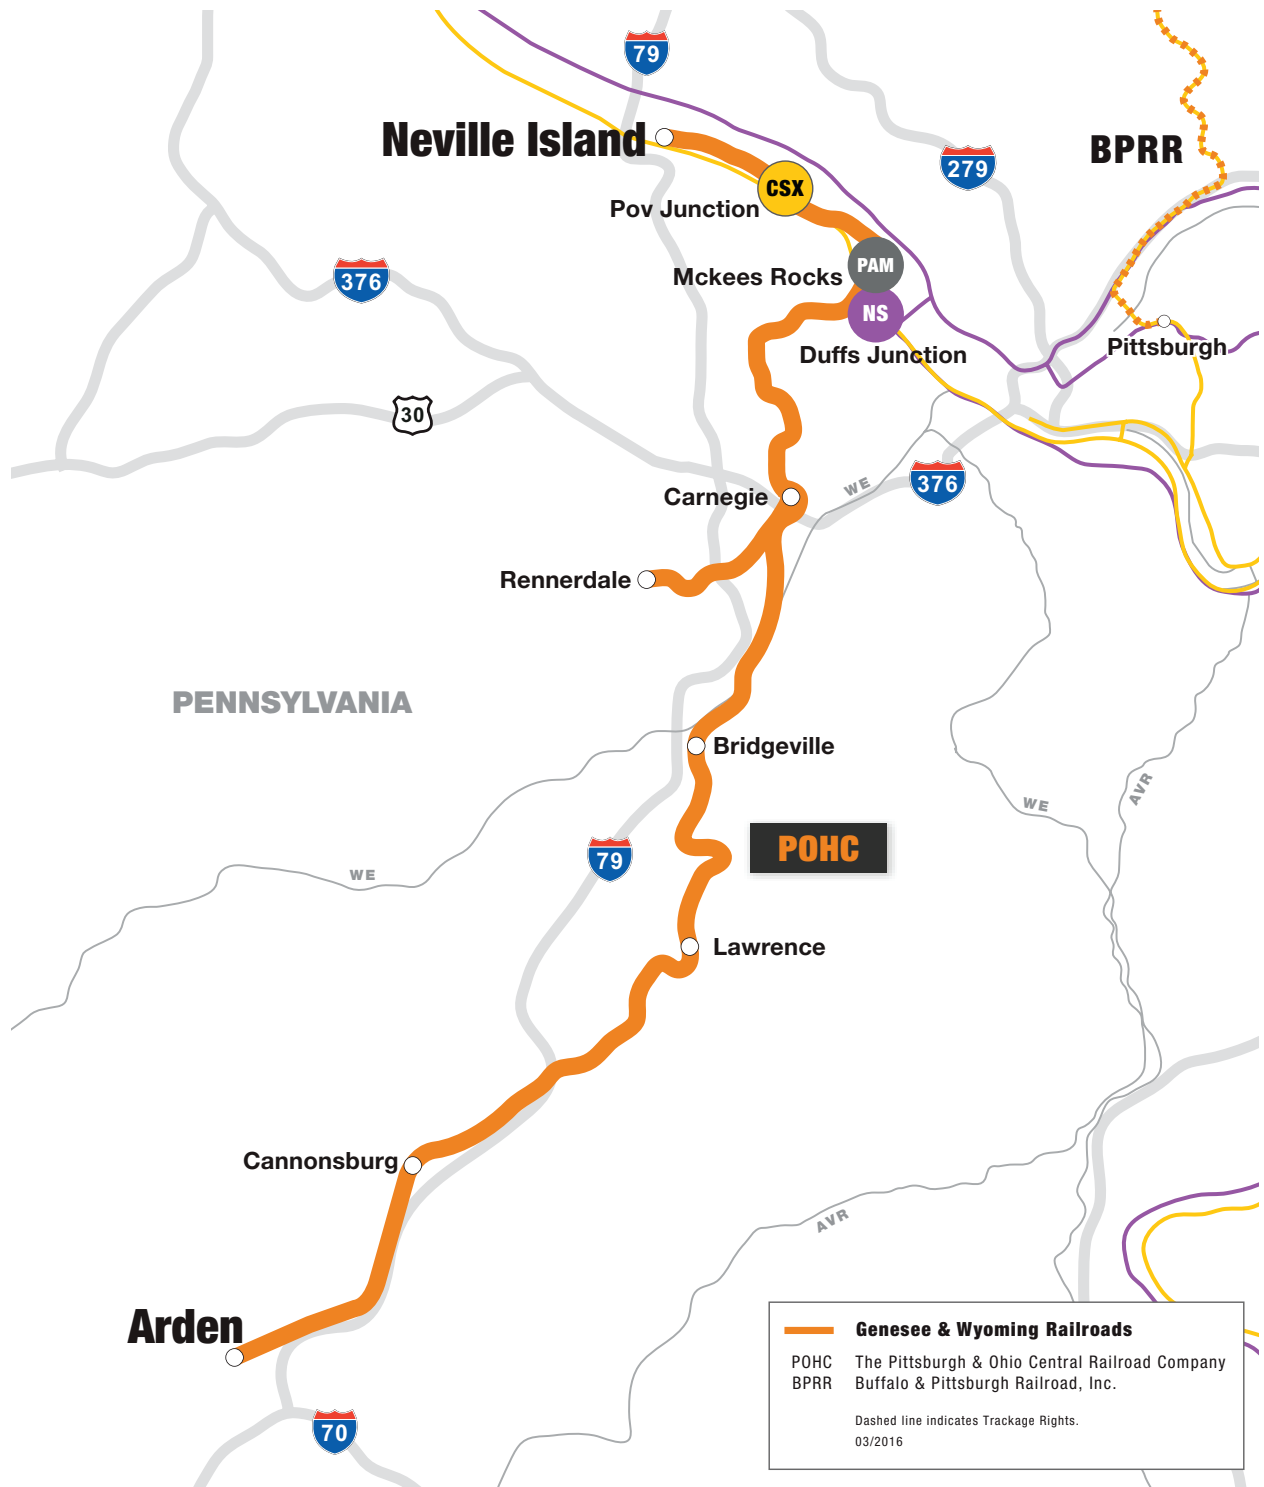 79
Neville Island
BPRR
279
CSX
Pov Junction
PAM
Mckees Rocks
376
NS
Duffs Junction
Pittsburgh
30
WE
376
Carnegie
Rennerdale
PENNSYLVANIA
Bridgeville
AVR
WE
POHC
79
WE
Lawrence
Cannonsburg
AVR
Arden
70
Genesee & Wyoming Railroads
POHC The Pittsburgh & Ohio Central Railroad Company
BPRR Buffalo & Pittsburgh Railroad, Inc.
Dashed line indicates Trackage Rights.
03/2016